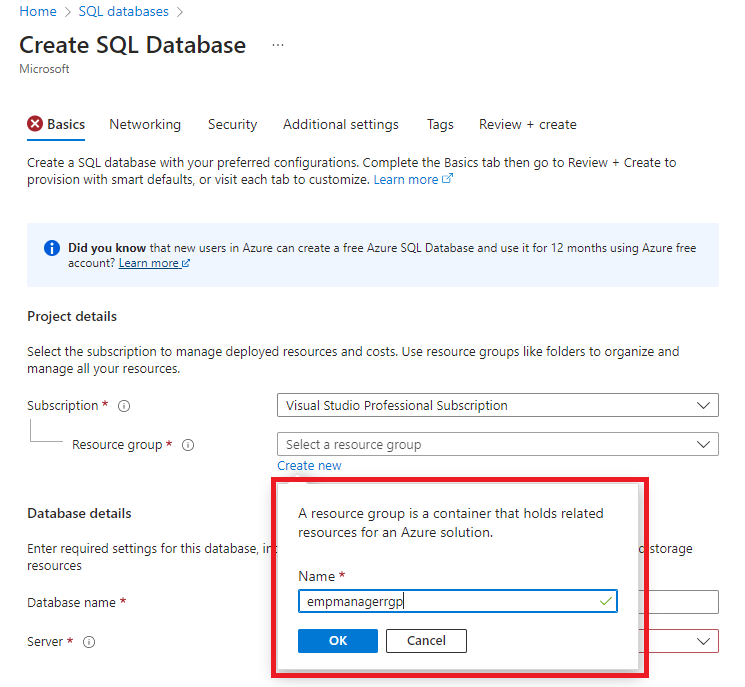 Home > SQL databases >
Create SQL Database ...
Microsoft
Basics Networking Security Additional settings Tags Review + create
Create a SQL database with your preferred configurations. Complete the Basics tab then go to Review + Create to
provision with smart defaults, or visit each tab to customize. Learn more
Did you know that new users in Azure can create a free Azure SQL Database and use it for 12 months using Azure free
account? Learn more
Project details
Select the subscription to manage deployed resources and costs. Use resource groups like folders to organize and
manage all your resources.
Subscription * Visual Studio Professional Subscription
Resource group * Select a resource group
Create new
A resource group is a container that holds related
resources for an Azure solution.
Name *
empmanagerrgp
OK Cancel
Database details
Enter required settings for this database, in
storage
resources
Database name *
Server *